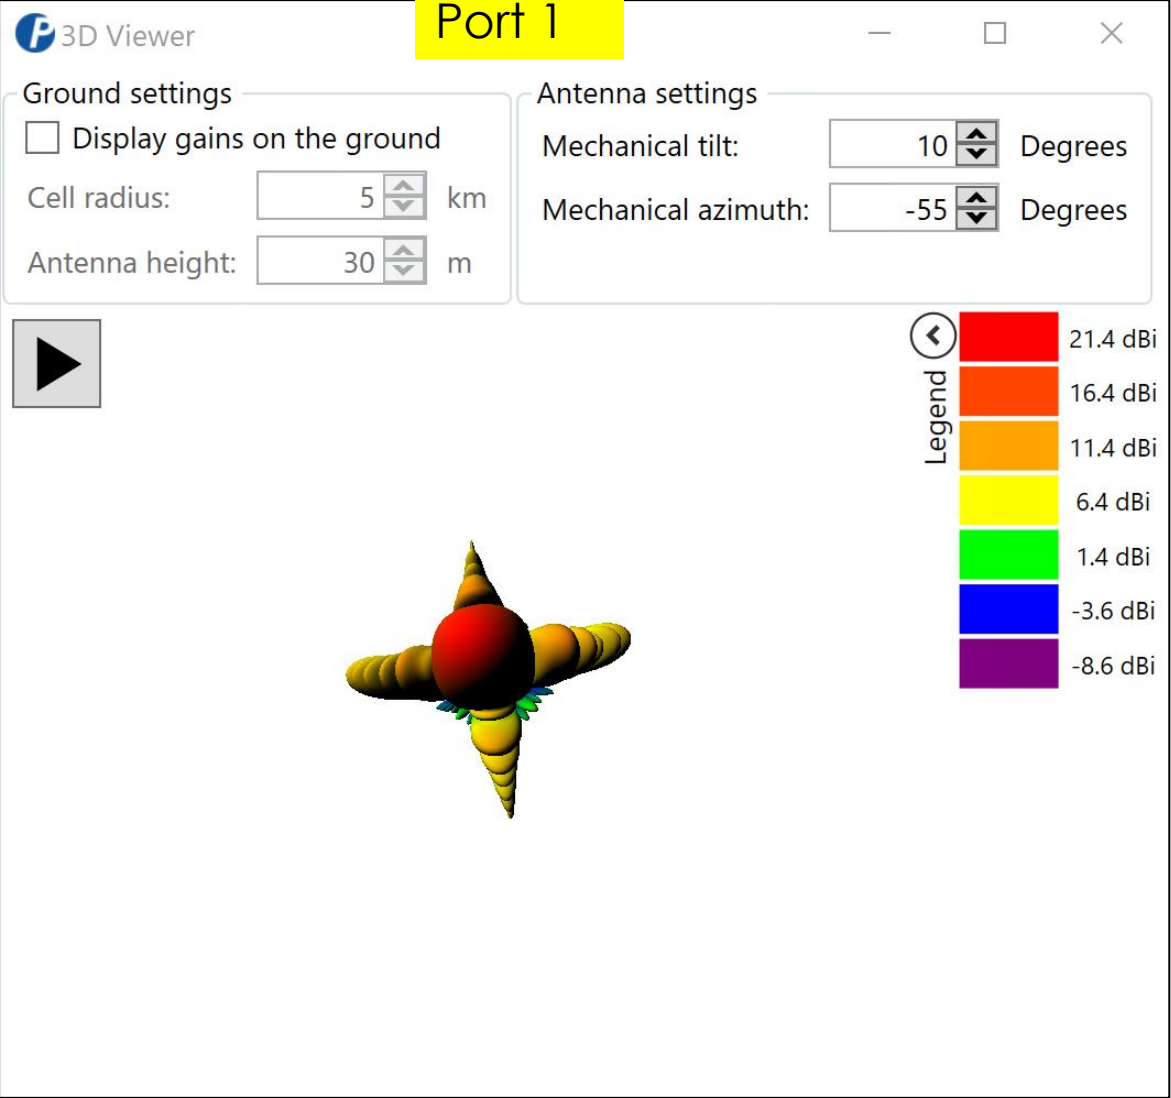 Port 1
3D Viewer
Ground settings
Display gains on the ground
Cell radius: 5 km
Antenna height: 30 m
Antenna settings
Mechanical tilt: 10 Degrees
Mechanical azimuth: -55 Degrees
Legend
21.4 dBi
16.4 dBi
11.4 dBi
6.4 dBi
1.4 dBi
-3.6 dBi
-8.6 dBi